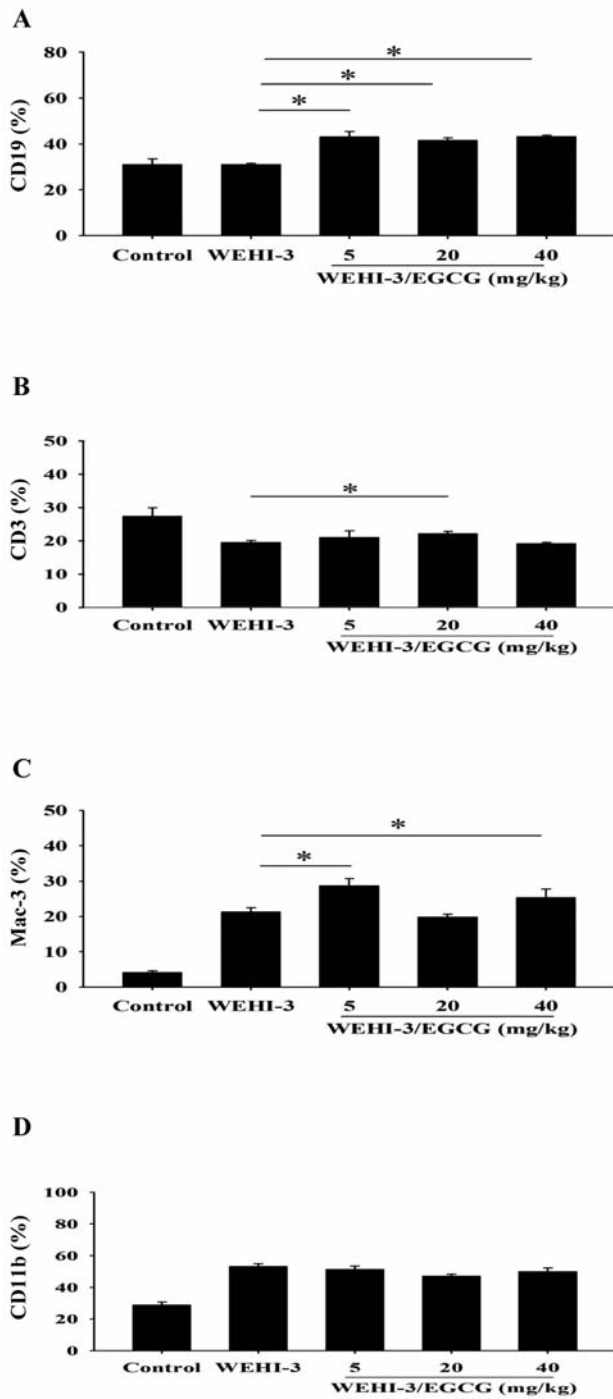 A
80
60
40
20
0
CD19 (%)
*
*
*
Control WEHI-3 5 20 40
WEHI-3/EGCG (mg/kg)
B
50
40
30
20
10
0
CD3 (%)
*
Control WEHI-3 5 20 40
WEHI-3/EGCG (mg/kg)
C
50
40
30
20
10
0
Mac-3 (%)
*
*
Control WEHI-3 5 20 40
WEHI-3/EGCG (mg/kg)
D
100
80
60
40
20
0
CD11b (%)
Control WEHI-3 5 20 40
WEHI-3/EGCG (mg/kg)